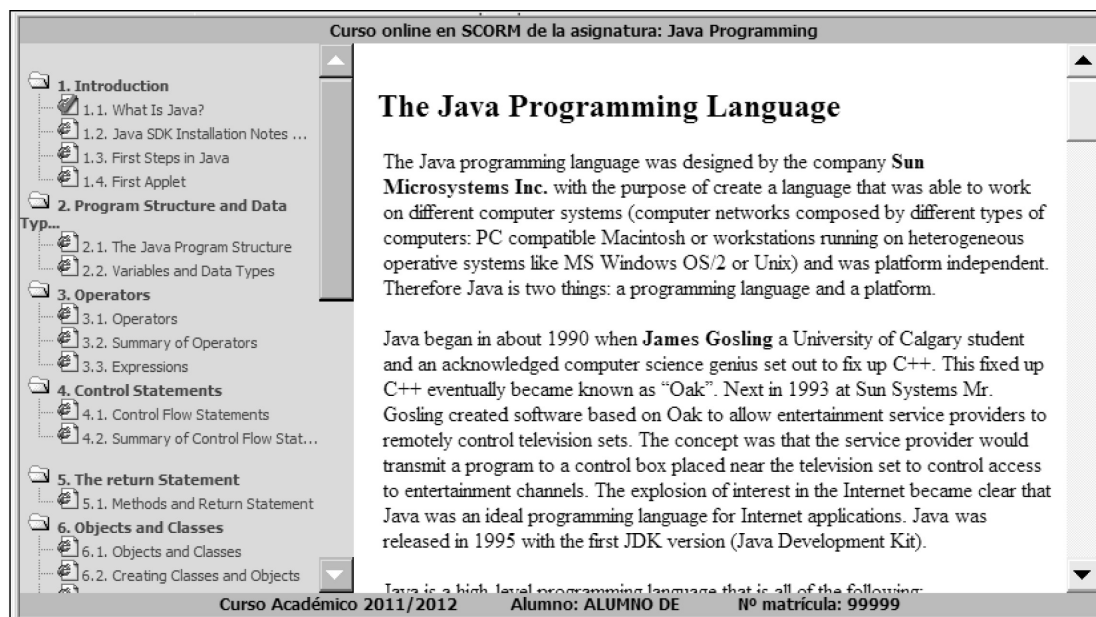 Curso online en SCORM de la asignatura: Java Programming
1. Introduction
1.1. What Is Java?
1.2. Java SDK Installation Notes ...
1.3. First Steps in Java
1.4. First Applet
2. Program Structure and Data
Typ...
2.1. The Java Program Structure
2.2. Variables and Data Types
3. Operators
3.1. Operators
3.2. Summary of Operators
3.3. Expressions
4. Control Statements
4.1. Control Flow Statements
4.2. Summary of Control Flow Stat...
5. The return Statement
5.1. Methods and Return Statement
6. Objects and Classes
6.1. Objects and Classes
6.2. Creating Classes and Objects
The Java Programming Language
The Java programming language was designed by the company Sun
Microsystems Inc. with the purpose of create a language that was able to work
on different computer systems (computer networks composed by different types of
computers: PC compatible Macintosh or workstations running on heterogeneous
operative systems like MS Windows OS/2 or Unix) and was platform independent.
Therefore Java is two things: a programming language and a platform.
Java began in about 1990 when James Gosling a University of Calgary student
and an acknowledged computer science genius set out to fix up C++. This fixed up
C++ eventually became known as “Oak”. Next in 1993 at Sun Systems Mr.
Gosling created software based on Oak to allow entertainment service providers to
remotely control television sets. The concept was that the service provider would
transmit a program to a control box placed near the television set to control access
to entertainment channels. The explosion of interest in the Internet became clear that
Java was an ideal programming language for Internet applications. Java was
released in 1995 with the first JDK version (Java Development Kit).
Java is a high-level programming language that is all of the following:
Curso Académico 2011/2012 Alumno: ALUMNO DE Nº matrícula: 99999